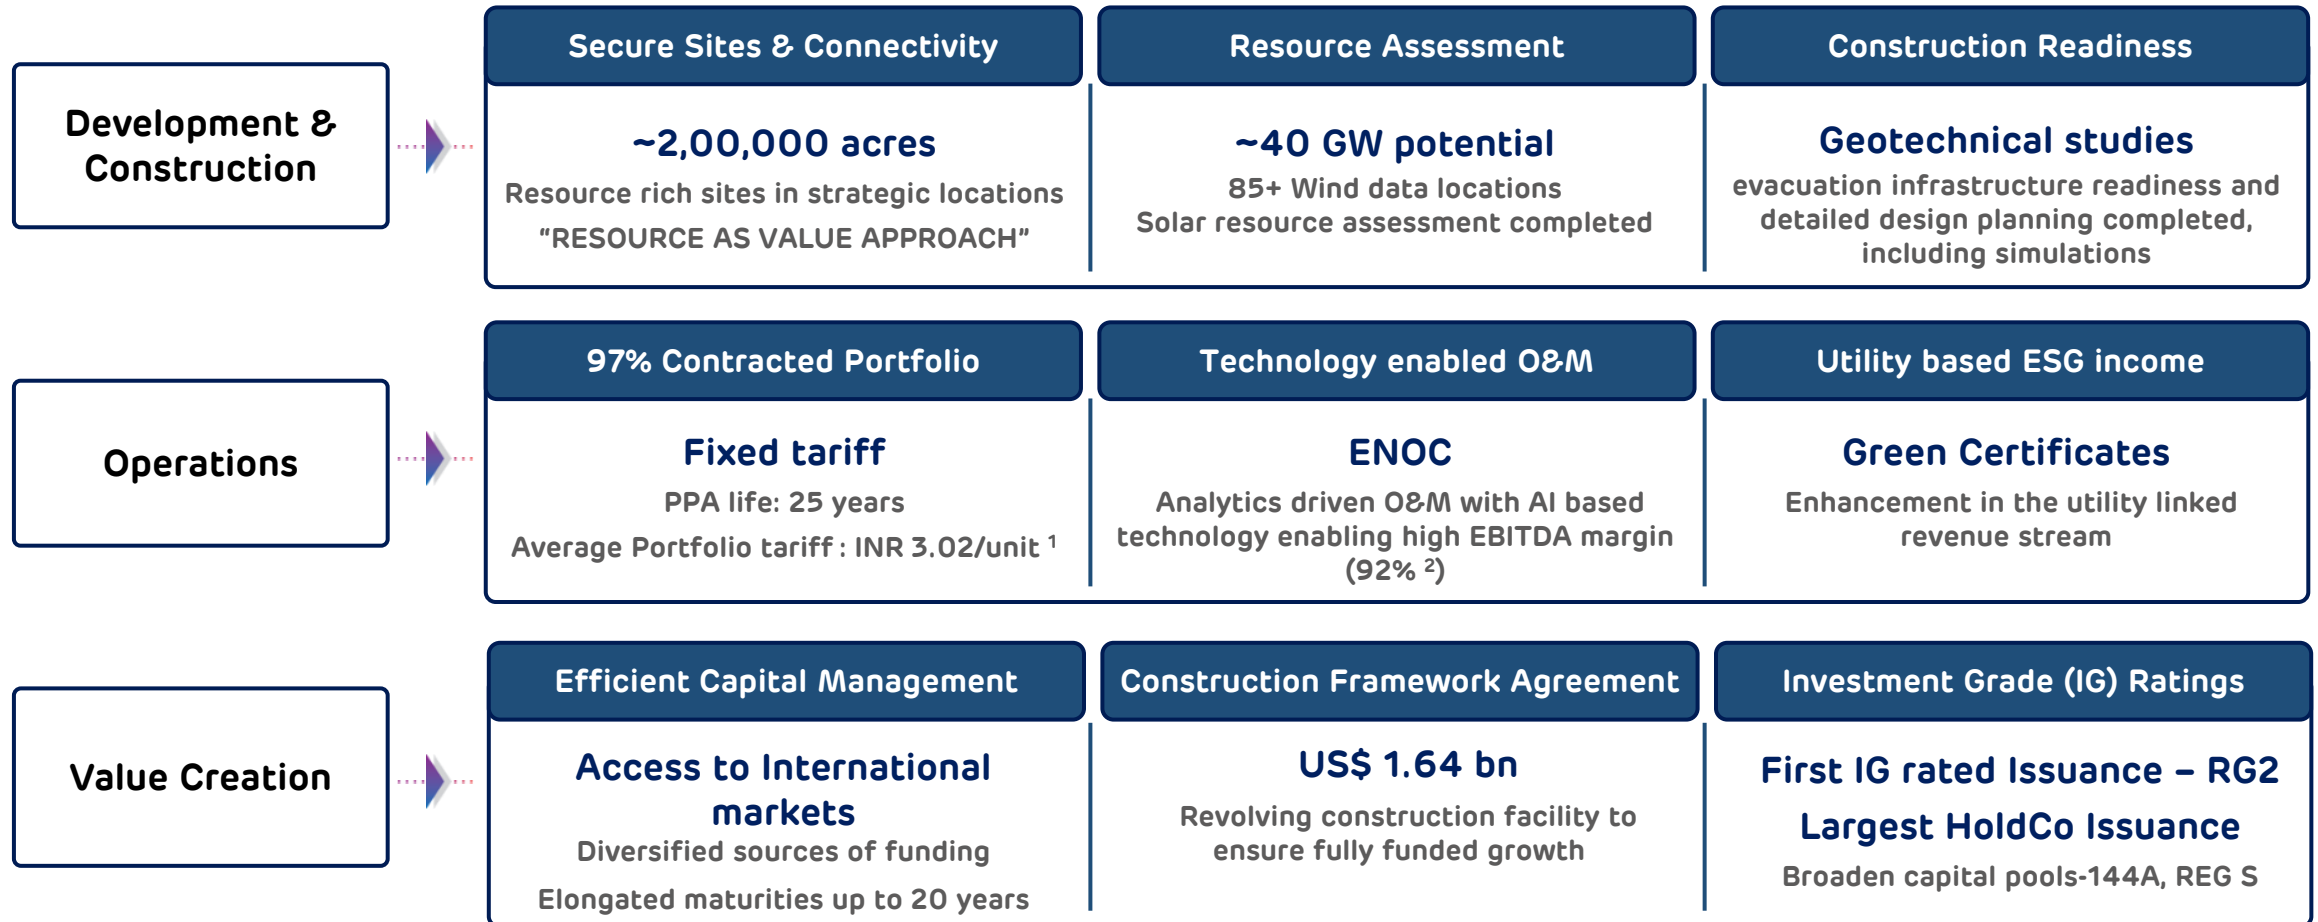 Development &
Construction
Secure Sites & Connectivity
~2,00,000 acres
Resource rich sites in strategic locations
“RESOURCE AS VALUE APPROACH”
Resource Assessment
~40 GW potential
85+ Wind data locations
Solar resource assessment completed
Construction Readiness
Geotechnical studies
evacuation infrastructure readiness and
detailed design planning completed,
including simulations
Operations
97% Contracted Portfolio
Fixed tariff
PPA life: 25 years
Average Portfolio tariff : INR 3.02/unit ¹
Technology enabled O&M
ENOC
Analytics driven O&M with AI based
technology enabling high EBITDA margin
(92% ²)
Utility based ESG income
Green Certificates
Enhancement in the utility linked
revenue stream
Value Creation
Efficient Capital Management
Access to International
markets
Diversified sources of funding
Elongated maturities up to 20 years
Construction Framework Agreement
US$ 1.64 bn
Revolving construction facility to
ensure fully funded growth
Investment Grade (IG) Ratings
First IG rated Issuance – RG2
Largest HoldCo Issuance
Broaden capital pools-144A, REG S